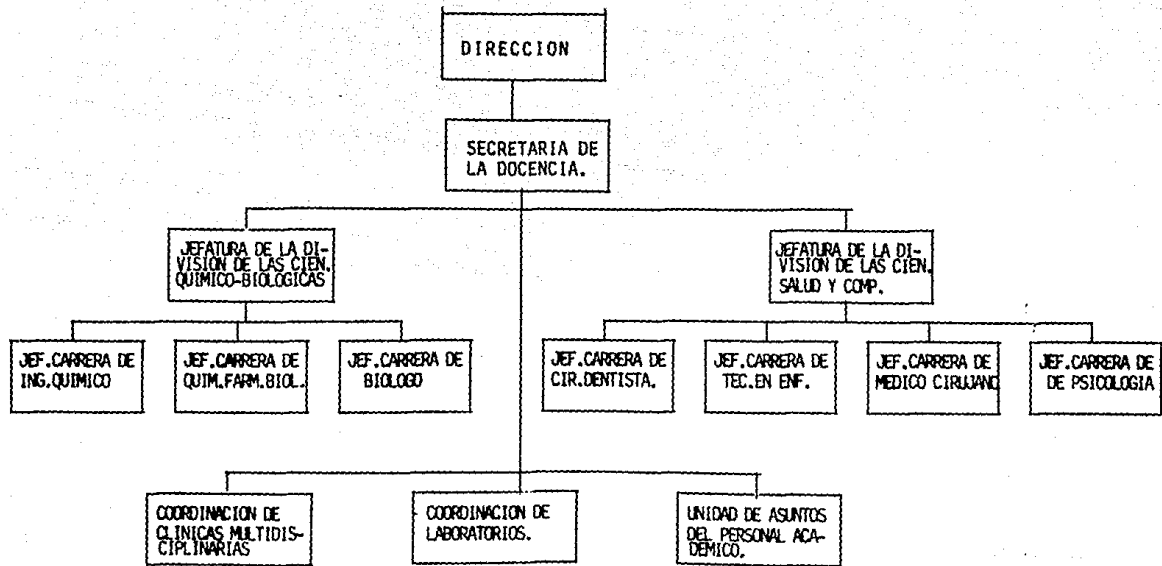 DIRECCION
SECRETARIA DE
LA DOCENCIA.
JEFATURA DE LA DI-
VISION DE LAS CIEN.
QUIMICO-BIOLOGICAS
JEFATURA DE LA DI-
VISION DE LAS CIEN.
SALUD Y COMP.
JEF.CARRERA DE
ING.QUIMICO
JEF.CARRERA DE
QUIM.FARM.BIOL.
JEF.CARRERA DE
BIOLOGO
JEF.CARRERA DE
CIR.DENTISTA.
JEF.CARRERA DE
TEC.EN ENF.
JEF.CARRERA DE
MEDICO CIRUJANO
JEF.CARRERA DE
DE PSICOLOGIA
COORDINACION DE
CLINICAS MULTIDIS-
CIPLINARIAS
COORDINACION DE
LABORATORIOS.
UNIDAD DE ASUNTOS
DEL PERSONAL ACA-
DEMICO.